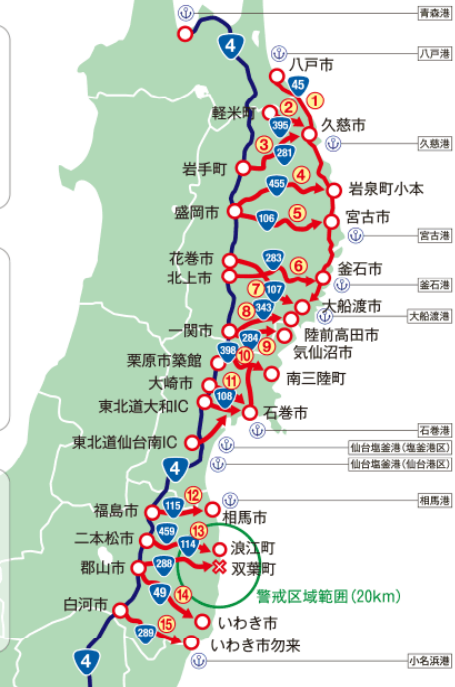 青森港
4
八戸港
八戸市
45
①
軽米町
②
395
久慈市
久慈港
③
281
岩手町
455
④
岩泉町小本
盛岡市
106
⑤
宮古市
宮古港
花巻市
283
⑥
北上市
釜石市
釜石港
⑦
107
大船渡市
大船渡港
⑧
343
一関市
陸前高田市
284
⑨
気仙沼市
398
⑩
栗原市築館
南三陸町
大崎市
⑪
108
東北道大和IC
石巻市
石巻港
東北道仙台南IC
仙台塩釜港(塩釜港区)
仙台塩釜港(仙台港区)
4
⑫
相馬港
福島市
115
相馬市
二本松市
459
⑬
114
浪江町
郡山市
288
双葉町
49
⑭
警戒区域範囲(20km)
白河市
いわき市
289
⑮
いわき市勿来
4
小名浜港